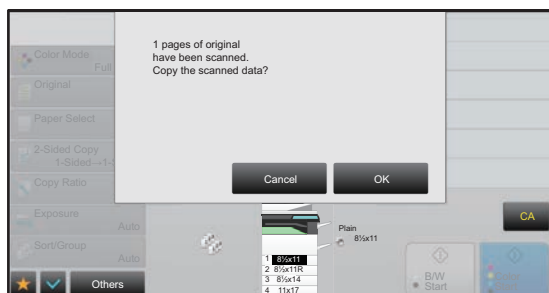 1 pages of original
have been scanned.
Copy the scanned data?
Cancel
OK
Color Mode
Full
Original
Paper Select
2-Sided Copy
1-Sided→1-S
Copy Ratio
Exposure
Auto
Sort/Group
Auto
Others
Plain
8½x11
1 8½x11
2 8½x11R
3 8½x14
4 11x17
CA
B/W
Start
Color
Start